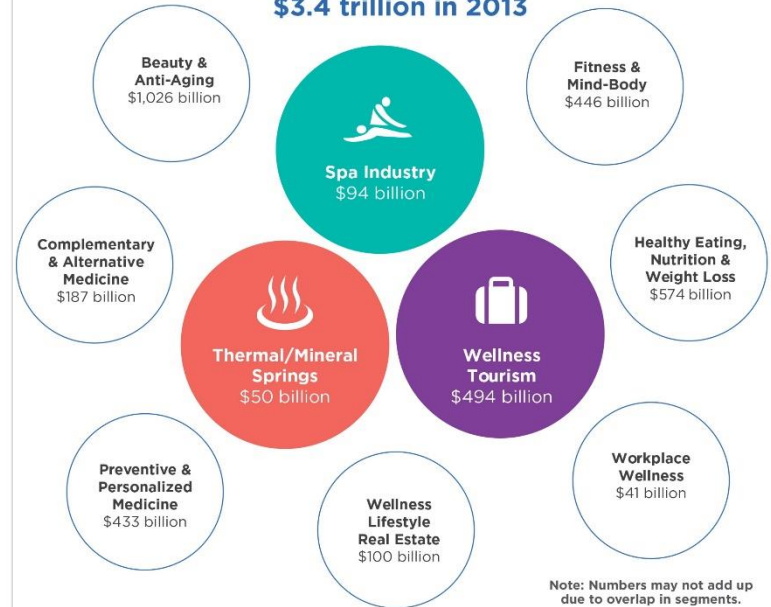 $3.4 trillion in 2013
Beauty &
Anti-Aging
$1,026 billion
Fitness &
Mind-Body
$446 billion
Spa Industry
$94 billion
Complementary
& Alternative
Medicine
$187 billion
Healthy Eating,
Nutrition &
Weight Loss
$574 billion
Thermal/Mineral
Springs
$50 billion
Wellness
Tourism
$494 billion
Preventive &
Personalized
Medicine
$433 billion
Wellness
Lifestyle
Real Estate
$100 billion
Workplace
Wellness
$41 billion
Note: Numbers may not add up
due to overlap in segments.